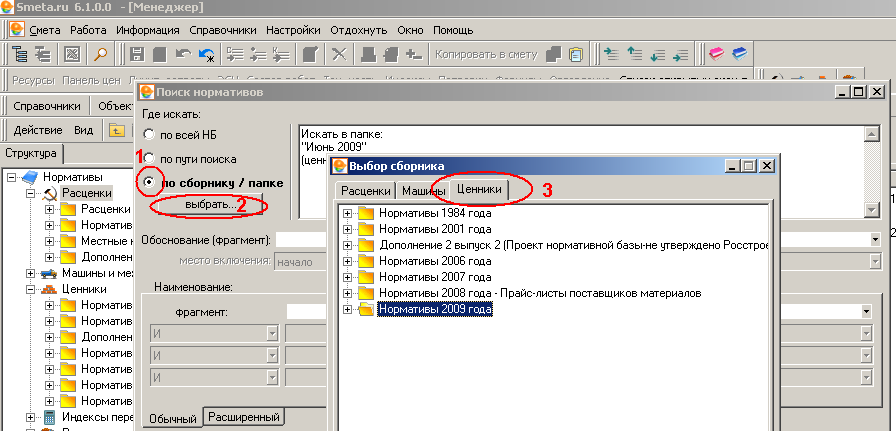 Smeta.ru 6.1.0.0 - [Менеджер]
Смета Работа Информация Справочники Настройки Отдохнуть Окно Помощь
Копировать в смету
Ресурсы Панель цен
Справочники Объек
Поиск нормативов
Действие Вид
Структура
Нормативы
Расценки
Расценки
Норматив
Местные н
Дополнен
Машины и мех
Ценники
Норматив
Норматив
Дополнен
Норматив
Норматив
Норматив
Норматив
Индексы пере
Где искать:
по всей НБ
1 по пути поиска
по сборнику / папке
выбрать... 2
Искать в папке:
"Июнь 2009"
(ценн
Обоснование (фрагмент):
место включения: начало
Наименование:
фрагмент:
И
И
И
Обычный Расширенный
Выбор сборника
Расценки Машины Ценники 3
Нормативы 1984 года
Нормативы 2001 года
Дополнение 2 выпуск 2 (Проект нормативной базы-не утверждено Росстрое
Нормативы 2006 года
Нормативы 2007 года
Нормативы 2008 года - Прайс-листы поставщиков материалов
Нормативы 2009 года